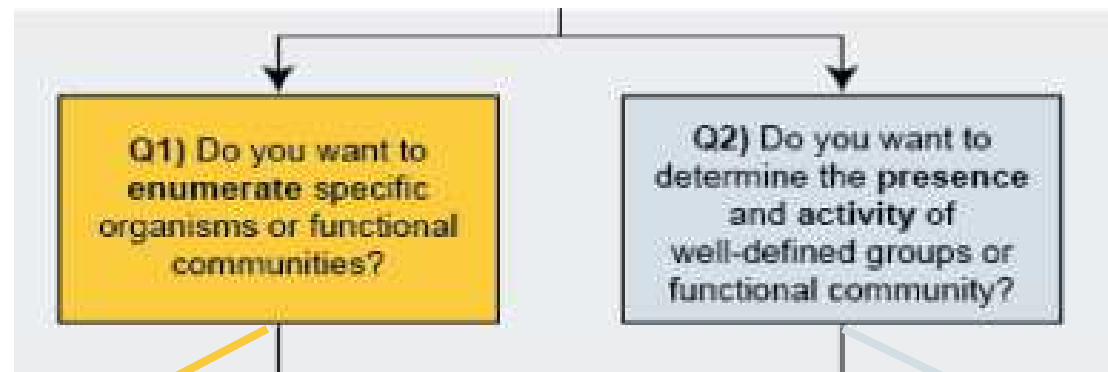 Q1) Do you want to
enumerate specific
organisms or functional
communities?
Q2) Do you want to
determine the presence
and activity of
well-defined groups or
functional community?